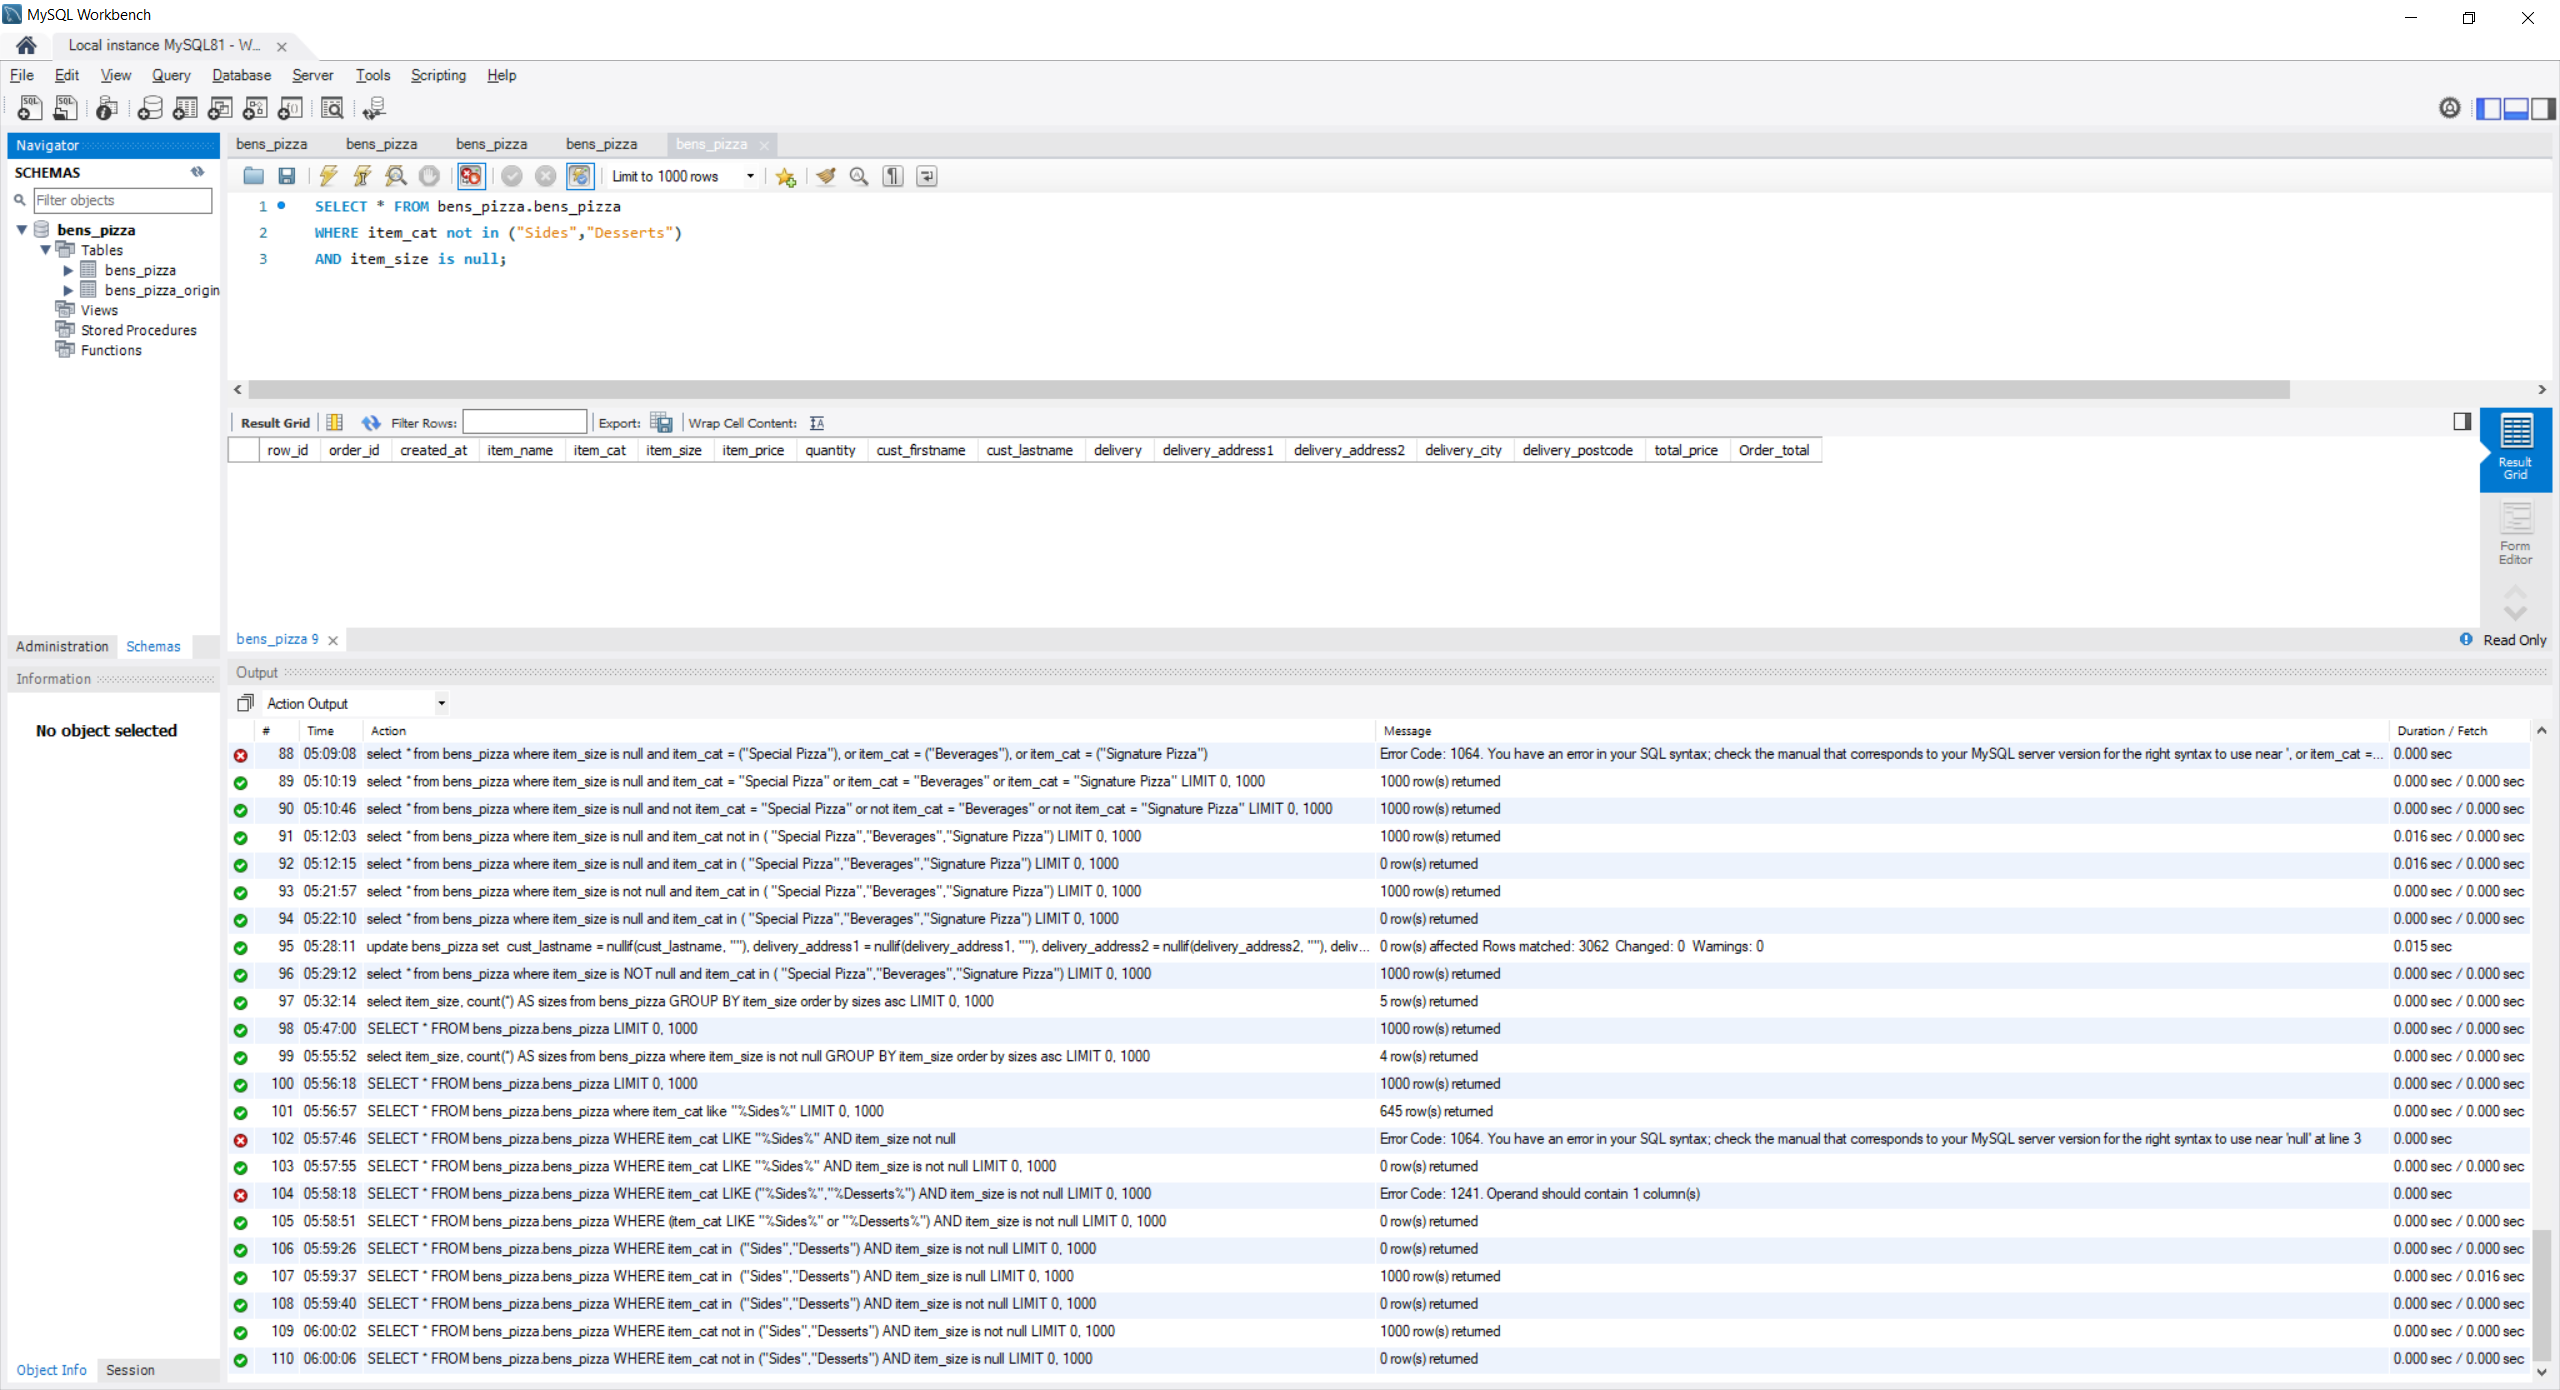 MySQL Workbench
Local instance MySQL81 - W...
File Edit View Query Database Server Tools Scripting Help
Navigator
SCHEMAS
Filter objects
bens_pizza
Tables
bens_pizza
bens_pizza_origin
Views
Stored Procedures
Functions
Administration Schemas
Information
No object selected
Object Info Session
bens_pizza bens_pizza bens_pizza bens_pizza bens_pizza
Limit to 1000 rows
1 SELECT * FROM bens_pizza.bens_pizza
2 WHERE item_cat not in ("Sides","Desserts")
3 AND item_size is null;
Result Grid Filter Rows: Export: Wrap Cell Content:
row_id order_id created_at item_name item_cat item_size item_price quantity cust_firstname cust_lastname delivery delivery_address1 delivery_address2 delivery_city delivery_postcode total_price Order_total
Result Grid
Form Editor
bens_pizza 9
Read Only
Output
Action Output
# Time Action Message Duration / Fetch
88 05:09:08 select * from bens_pizza where item_size is null and item_cat = ("Special Pizza"), or item_cat = ("Beverages"), or item_cat = ("Signature Pizza") Error Code: 1064. You have an error in your SQL syntax; check the manual that corresponds to your MySQL server version for the right syntax to use near ', or item_cat =... 0.000 sec
89 05:10:19 select * from bens_pizza where item_size is null and item_cat = "Special Pizza" or item_cat = "Beverages" or item_cat = "Signature Pizza" LIMIT 0, 1000 1000 row(s) returned 0.000 sec / 0.000 sec
90 05:10:46 select * from bens_pizza where item_size is null and not item_cat = "Special Pizza" or not item_cat = "Beverages" or not item_cat = "Signature Pizza" LIMIT 0, 1000 1000 row(s) returned 0.000 sec / 0.000 sec
91 05:12:03 select * from bens_pizza where item_size is null and item_cat not in ( "Special Pizza","Beverages","Signature Pizza") LIMIT 0, 1000 1000 row(s) returned 0.016 sec / 0.000 sec
92 05:12:15 select * from bens_pizza where item_size is null and item_cat in ( "Special Pizza","Beverages","Signature Pizza") LIMIT 0, 1000 0 row(s) returned 0.016 sec / 0.000 sec
93 05:21:57 select * from bens_pizza where item_size is not null and item_cat in ( "Special Pizza","Beverages","Signature Pizza") LIMIT 0, 1000 1000 row(s) returned 0.000 sec / 0.000 sec
94 05:22:10 select * from bens_pizza where item_size is null and item_cat in ( "Special Pizza","Beverages","Signature Pizza") LIMIT 0, 1000 0 row(s) returned 0.000 sec / 0.000 sec
95 05:28:11 update bens_pizza set cust_lastname = nullif(cust_lastname, ""), delivery_address1 = nullif(delivery_address1, ""), delivery_address2 = nullif(delivery_address2, ""), deliv... 0 row(s) affected Rows matched: 3062 Changed: 0 Warnings: 0 0.015 sec
96 05:29:12 select * from bens_pizza where item_size is NOT null and item_cat in ( "Special Pizza","Beverages","Signature Pizza") LIMIT 0, 1000 1000 row(s) returned 0.000 sec / 0.000 sec
97 05:32:14 select item_size, count(*) AS sizes from bens_pizza GROUP BY item_size order by sizes asc LIMIT 0, 1000 5 row(s) returned 0.000 sec / 0.000 sec
98 05:47:00 SELECT * FROM bens_pizza.bens_pizza LIMIT 0, 1000 1000 row(s) returned 0.000 sec / 0.000 sec
99 05:55:52 select item_size, count(*) AS sizes from bens_pizza where item_size is not null GROUP BY item_size order by sizes asc LIMIT 0, 1000 4 row(s) returned 0.000 sec / 0.000 sec
100 05:56:18 SELECT * FROM bens_pizza.bens_pizza LIMIT 0, 1000 1000 row(s) returned 0.000 sec / 0.000 sec
101 05:56:57 SELECT * FROM bens_pizza.bens_pizza where item_cat like "%Sides%" LIMIT 0, 1000 645 row(s) returned 0.000 sec / 0.000 sec
102 05:57:46 SELECT * FROM bens_pizza.bens_pizza WHERE item_cat LIKE "%Sides%" AND item_size not null Error Code: 1064. You have an error in your SQL syntax; check the manual that corresponds to your MySQL server version for the right syntax to use near 'null' at line 3 0.000 sec
103 05:57:55 SELECT * FROM bens_pizza.bens_pizza WHERE item_cat LIKE "%Sides%" AND item_size is not null LIMIT 0, 1000 0 row(s) returned 0.000 sec / 0.000 sec
104 05:58:18 SELECT * FROM bens_pizza.bens_pizza WHERE item_cat LIKE ("%Sides%","%Desserts%") AND item_size is not null LIMIT 0, 1000 Error Code: 1241. Operand should contain 1 column(s) 0.000 sec
105 05:58:51 SELECT * FROM bens_pizza.bens_pizza WHERE (item_cat LIKE "%Sides%" or "%Desserts%") AND item_size is not null LIMIT 0, 1000 0 row(s) returned 0.000 sec / 0.000 sec
106 05:59:26 SELECT * FROM bens_pizza.bens_pizza WHERE item_cat in ("Sides","Desserts") AND item_size is not null LIMIT 0, 1000 0 row(s) returned 0.000 sec / 0.000 sec
107 05:59:37 SELECT * FROM bens_pizza.bens_pizza WHERE item_cat in ("Sides","Desserts") AND item_size is null LIMIT 0, 1000 1000 row(s) returned 0.000 sec / 0.016 sec
108 05:59:40 SELECT * FROM bens_pizza.bens_pizza WHERE item_cat in ("Sides","Desserts") AND item_size is not null LIMIT 0, 1000 0 row(s) returned 0.000 sec / 0.000 sec
109 06:00:02 SELECT * FROM bens_pizza.bens_pizza WHERE item_cat not in ("Sides","Desserts") AND item_size is not null LIMIT 0, 1000 1000 row(s) returned 0.000 sec / 0.000 sec
110 06:00:06 SELECT * FROM bens_pizza.bens_pizza WHERE item_cat not in ("Sides","Desserts") AND item_size is null LIMIT 0, 1000 0 row(s) returned 0.000 sec / 0.000 sec